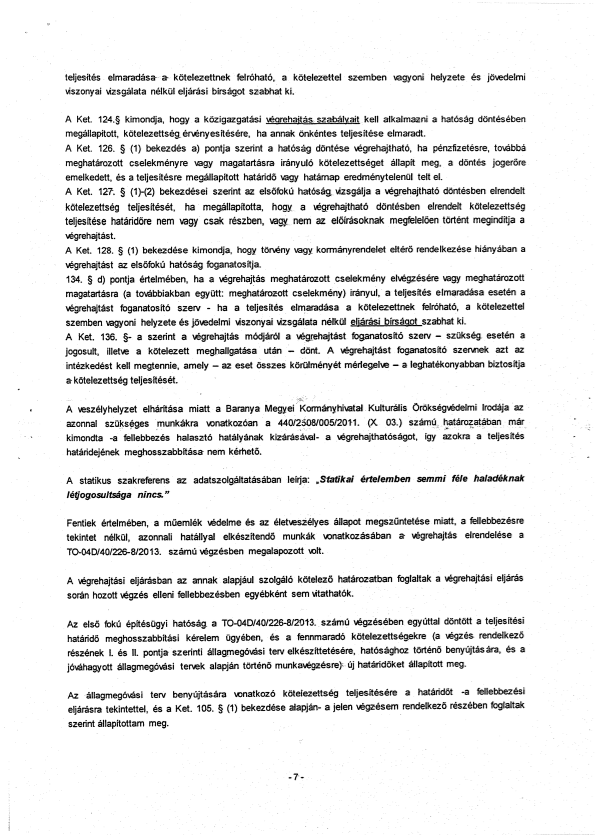 teljesítés elmaradása a kötelezettnek felróható, a kötelezettel szemben vagyoni helyzete és jövedelmi
viszonyai vizsgálata nélkül eljárási bírságot szabhat ki.
A Ket. 124.§ kimondja, hogy a közigazgatási végrehajtás szabályait kell alkalmazni a hatóság döntésében
megállapított, kötelezettség érvényesítésére, ha annak önkéntes teljesítése elmaradt.
A Ket. 126. § (1) bekezdés a) pontja szerint a hatóság döntése végrehajtható, ha pénzfizetésre, továbbá
meghatározott cselekményre vagy magatartásra irányuló kötelezettséget állapít meg, a döntés jogerőre
emelkedett, és a teljesítésre megállapított határidő vagy határnap eredménytelenül telt el.
A Ket. 127. § (1)-(2) bekezdései szerint az elsőfokú hatóság vizsgálja a végrehajtható döntésben elrendelt
kötelezettség teljesítését, ha megállapította, hogy a végrehajtható döntésben elrendelt kötelezettség
teljesítése határidőre nem vagy csak részben, vagy nem az előírásoknak megfelelően történt megindítja a
végrehajtást.
A Ket. 128. § (1) bekezdése kimondja, hogy törvény vagy kormányrendelet eltérő rendelkezése hiányában a
végrehajtást az elsőfokú hatóság foganatosítja.
134. § d) pontja értelmében, ha a végrehajtás meghatározott cselekmény elvégzésére vagy meghatározott
magatartásra (a továbbiakban együtt: meghatározott cselekmény) irányul, a teljesítés elmaradása esetén a
végrehajtást foganatosító szerv - ha a teljesítés elmaradása a kötelezettnek felróható, a kötelezettel
szemben vagyoni helyzete és jövedelmi viszonyai vizsgálata nélkül eljárási bírságot szabhat ki.
A Ket. 136. §- a szerint a végrehajtás módjáról a végrehajtást foganatosító szerv – szükség esetén a
jogosult, illetve a kötelezett meghallgatása után – dönt. A végrehajtást foganatosító szervnek azt az
intézkedést kell megtennie, amely – az eset összes körülményét mérlegelve – a leghatékonyabban biztosítja
a kötelezettség teljesítését.
A veszélyhelyzet elhárítása miatt a Baranya Megyei Kormányhivatal Kulturális Örökségvédelmi Irodája az
azonnal szükséges munkákra vonatkozóan a 440/2508/005/2011. (X. 03.) számú határozatában már
kimondta -a fellebbezés halasztó hatályának kizárásával- a végrehajthatóságot, így azokra a teljesítés
határidejének meghosszabbítása nem kérhető.
A statikus szakreferens az adatszolgáltatásában leírja: „Statikai értelemben semmi féle haladéknak
létjogosultsága nincs.”
Fentiek értelmében, a műemlék védelme és az életveszélyes állapot megszüntetése miatt, a fellebbezésre
tekintet nélkül, azonnali hatállyal elkészítendő munkák vonatkozásában a végrehajtás elrendelése a
TO-04D/40/226-8/2013. számú végzésben megalapozott volt.
A végrehajtási eljárásban az annak alapjául szolgáló kötelező határozatban foglaltak a végrehajtási eljárás
során hozott végzés elleni fellebbezésben egyébként sem vitathatók.
Az első fokú építésügyi hatóság a TO-04D/40/226-8/2013. számú végzésében egyúttal döntött a teljesítési
határidő meghosszabbítási kérelem ügyében, és a fennmaradó kötelezettségekre (a végzés rendelkező
részének I. és II. pontja szerinti állagmegóvási terv elkészíttetésére, hatósághoz történő benyújtására, és a
jóváhagyott állagmegóvási tervek alapján történő munkavégzésre) új határidőket állapított meg.
Az állagmegóvási terv benyújtására vonatkozó kötelezettség teljesítésére a határidőt -a fellebbezési
eljárásra tekintettel, és a Ket. 105. § (1) bekezdése alapján- a jelen végzésem rendelkező részében foglaltak
szerint állapítottam meg.
- 7 -